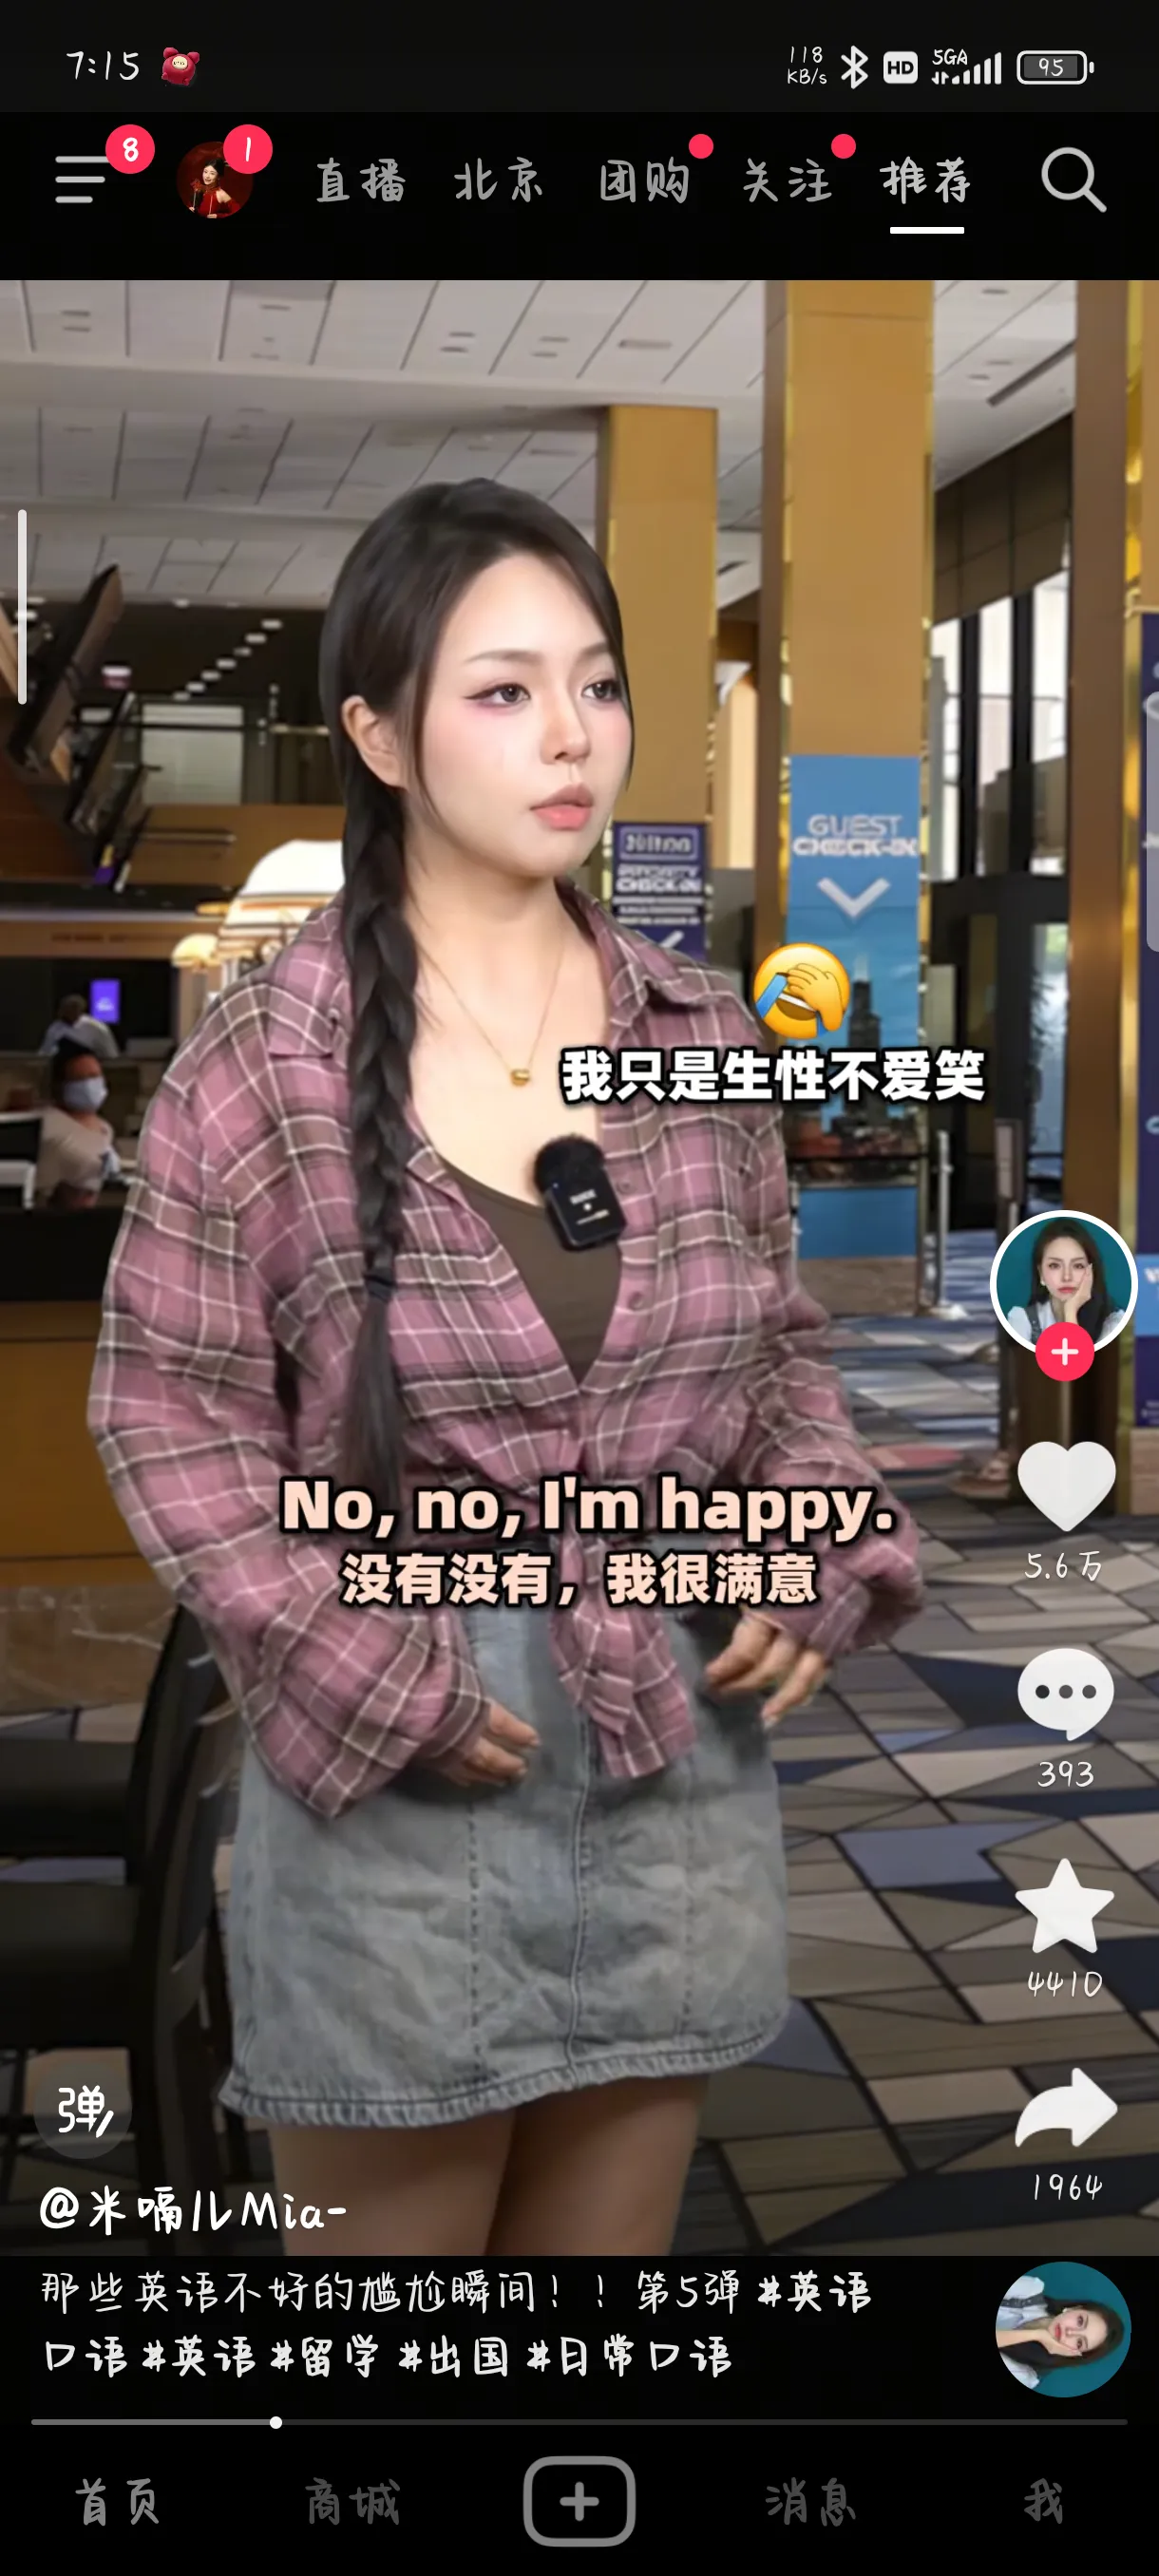 7:15
118
KB/s
HD
5GA
95
8
1
直播 北京 团购 关注 推荐
GUEST
CHECK-IN
CHECK-IN
我只是生性不爱笑
No, no, I'm happy.
没有没有，我很满意
5.6万
393
4410
1964
弹
@米嗝儿Mia-
那些英语不好的尴尬瞬间！！第5弹 #英语
口语 #英语 #留学 #出国 #日常口语
首页 商城 消息 我